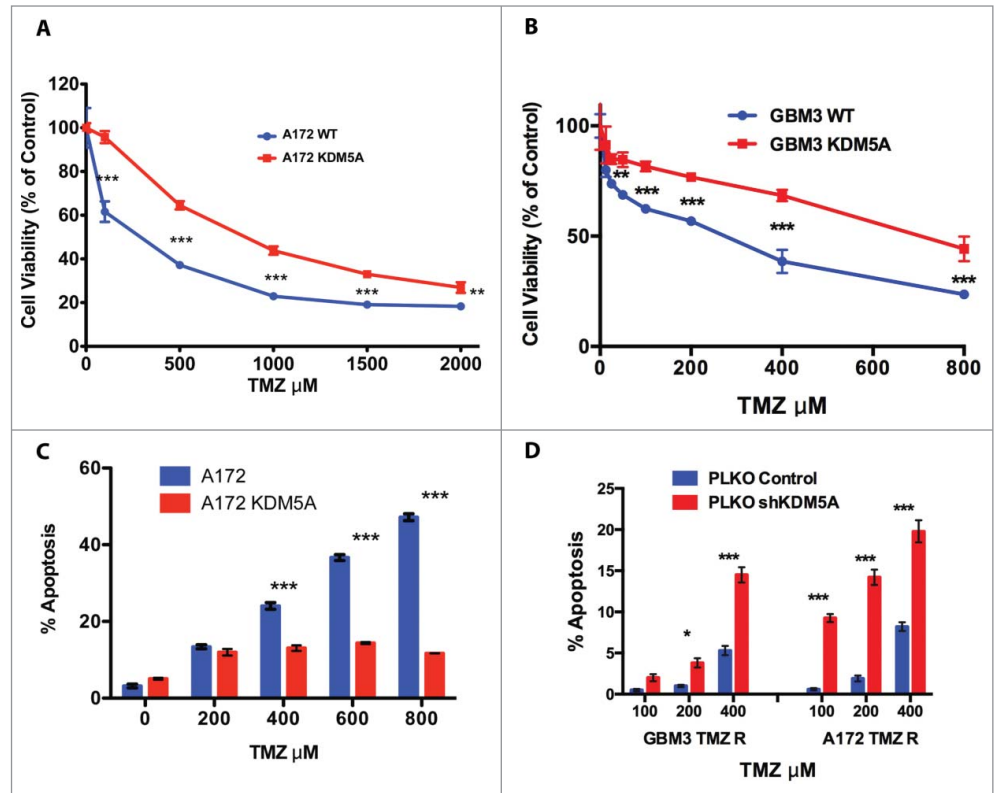 A
Cell Viability (% of Control)
120
100
80
60
40
20
0
A172 WT
A172 KDM5A
***
***
***
***
**
0 500 1000 1500 2000
TMZ μM
B
Cell Viability (% of Control)
100
50
0
GBM3 WT
GBM3 KDM5A
**
***
***
***
***
0 200 400 600 800
TMZ μM
C
% Apoptosis
60
40
20
0
A172
A172 KDM5A
***
***
***
0 200 400 600 800
TMZ μM
D
% Apoptosis
25
20
15
10
5
0
PLKO Control
PLKO shKDM5A
*
***
***
***
***
100 200 400 100 200 400
GBM3 TMZ R A172 TMZ R
TMZ μM